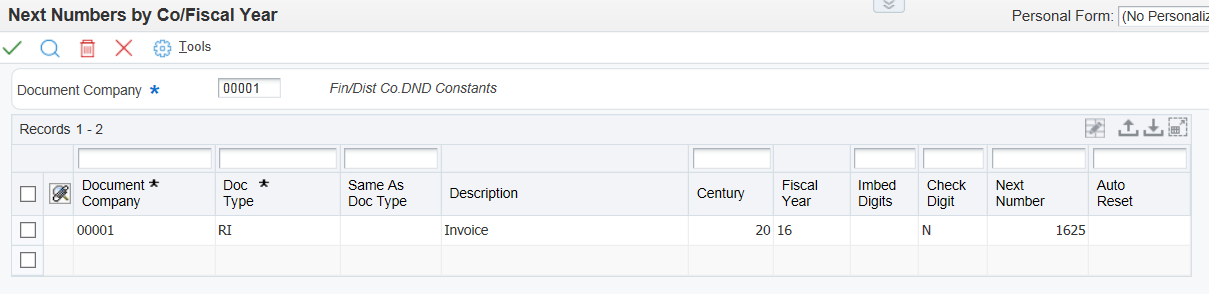 Next Numbers by Co/Fiscal Year
Personal Form: (No Personaliz
Tools
Document Company * 00001 Fin/Dist Co.DND Constants
Records 1 - 2
Document * Company
Doc * Type
Same As Doc Type
Description
Century
Fiscal Year
Imbed Digits
Check Digit
Next Number
Auto Reset
00001 RI Invoice 20 16 N 1625